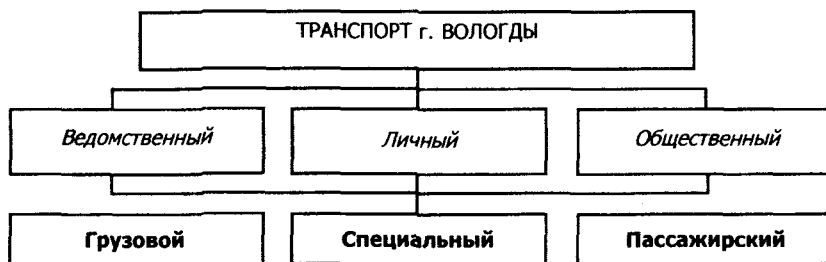 ТРАНСПОРТ г. ВОЛОГДЫ
Ведомственный
Личный
Общественный
Грузовой
Специальный
Пассажирский